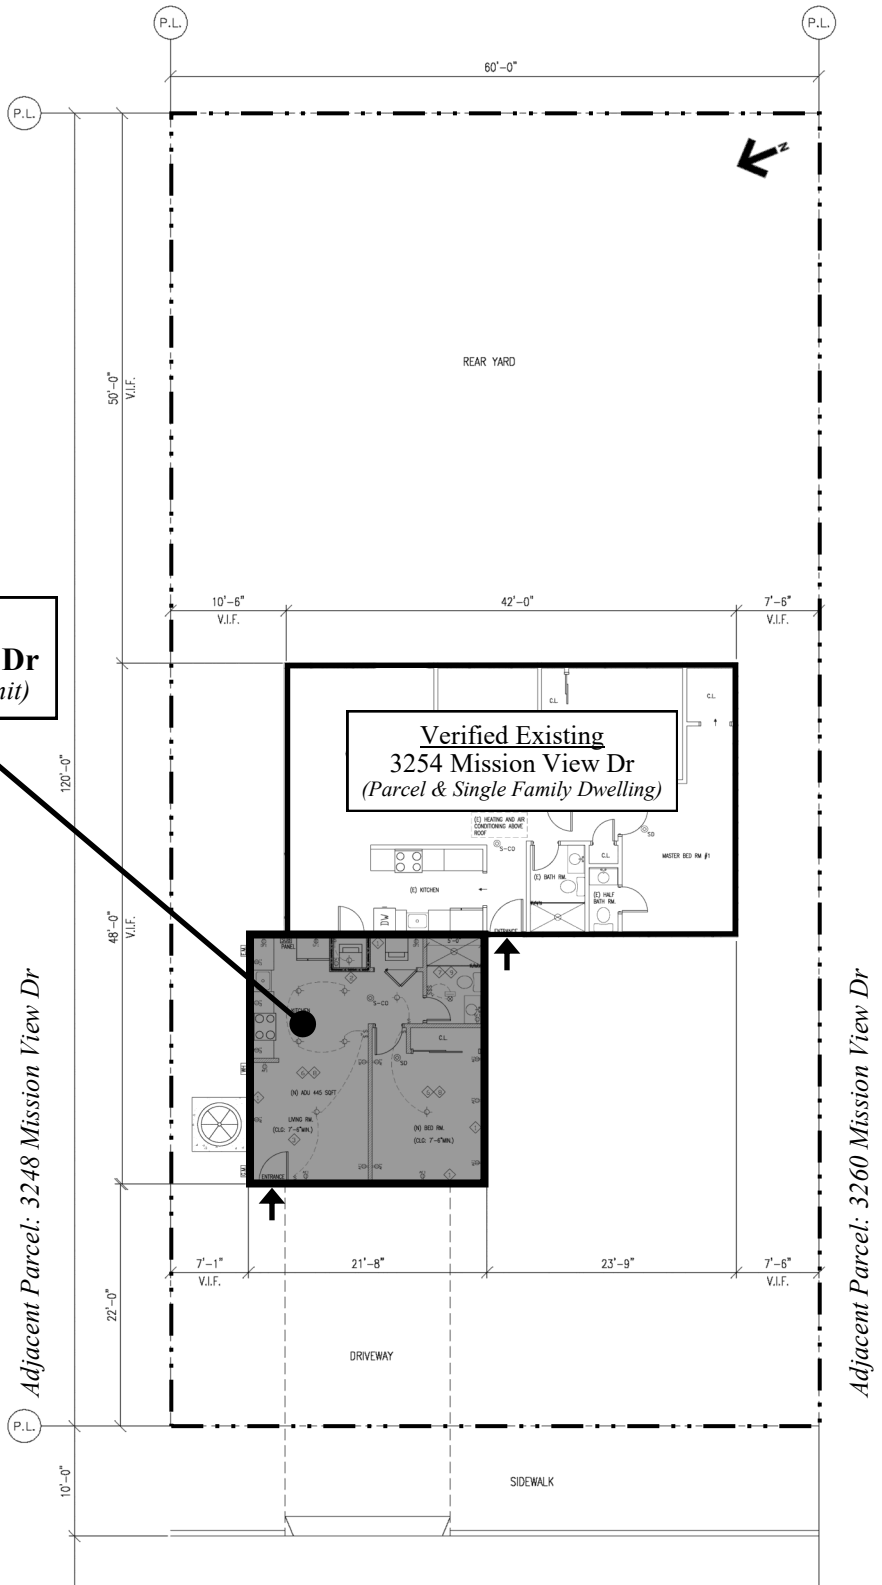 P.L.
P.L.
60'-0"
P.L.
N
REAR YARD
50'-0"
V.I.F.
10'-6"
V.I.F.
42'-0"
7'-6"
V.I.F.
Dr
nit)
120'-0"
C.L.
C.L.
Verified Existing
3254 Mission View Dr
(Parcel & Single Family Dwelling)
(E) HEATING AND AIR
CONDITIONING ABOVE
ROOF
S-CO
SD
MASTER BED RM #1
C.L.
(E) KITCHEN
(E) BATH RM.
(E) HALF
BATH RM.
DW
ENTRANCE
48'-0"
V.I.F.
PANEL
S-CO
KITCHEN
C.L.
SD
(N) ADU 445 SQFT
LIVING RM.
(CLG: 7'-6"MIN.)
(N) BED RM.
(CLG: 7'-6"MIN.)
ENTRANCE
Adjacent Parcel: 3248 Mission View Dr
Adjacent Parcel: 3260 Mission View Dr
7'-1"
V.I.F.
21'-8"
23'-9"
7'-6"
V.I.F.
22'-0"
DRIVEWAY
P.L.
10'-0"
SIDEWALK